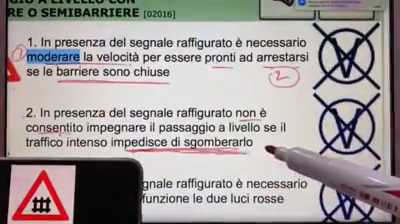 GIO A LIVELLO CON
RE O SEMIBARRIERE [02016]
1. In presenza del segnale raffigurato è necessario
moderare la velocità per essere pronti ad arrestarsi
se le barriere sono chiuse
2
2. In presenza del segnale raffigurato non è
consentito impegnare il passaggio a livello se il
traffico intenso impedisce di sgomberarlo
gnale raffigurato è necessario
funzione le due luci rosse
V
V
V